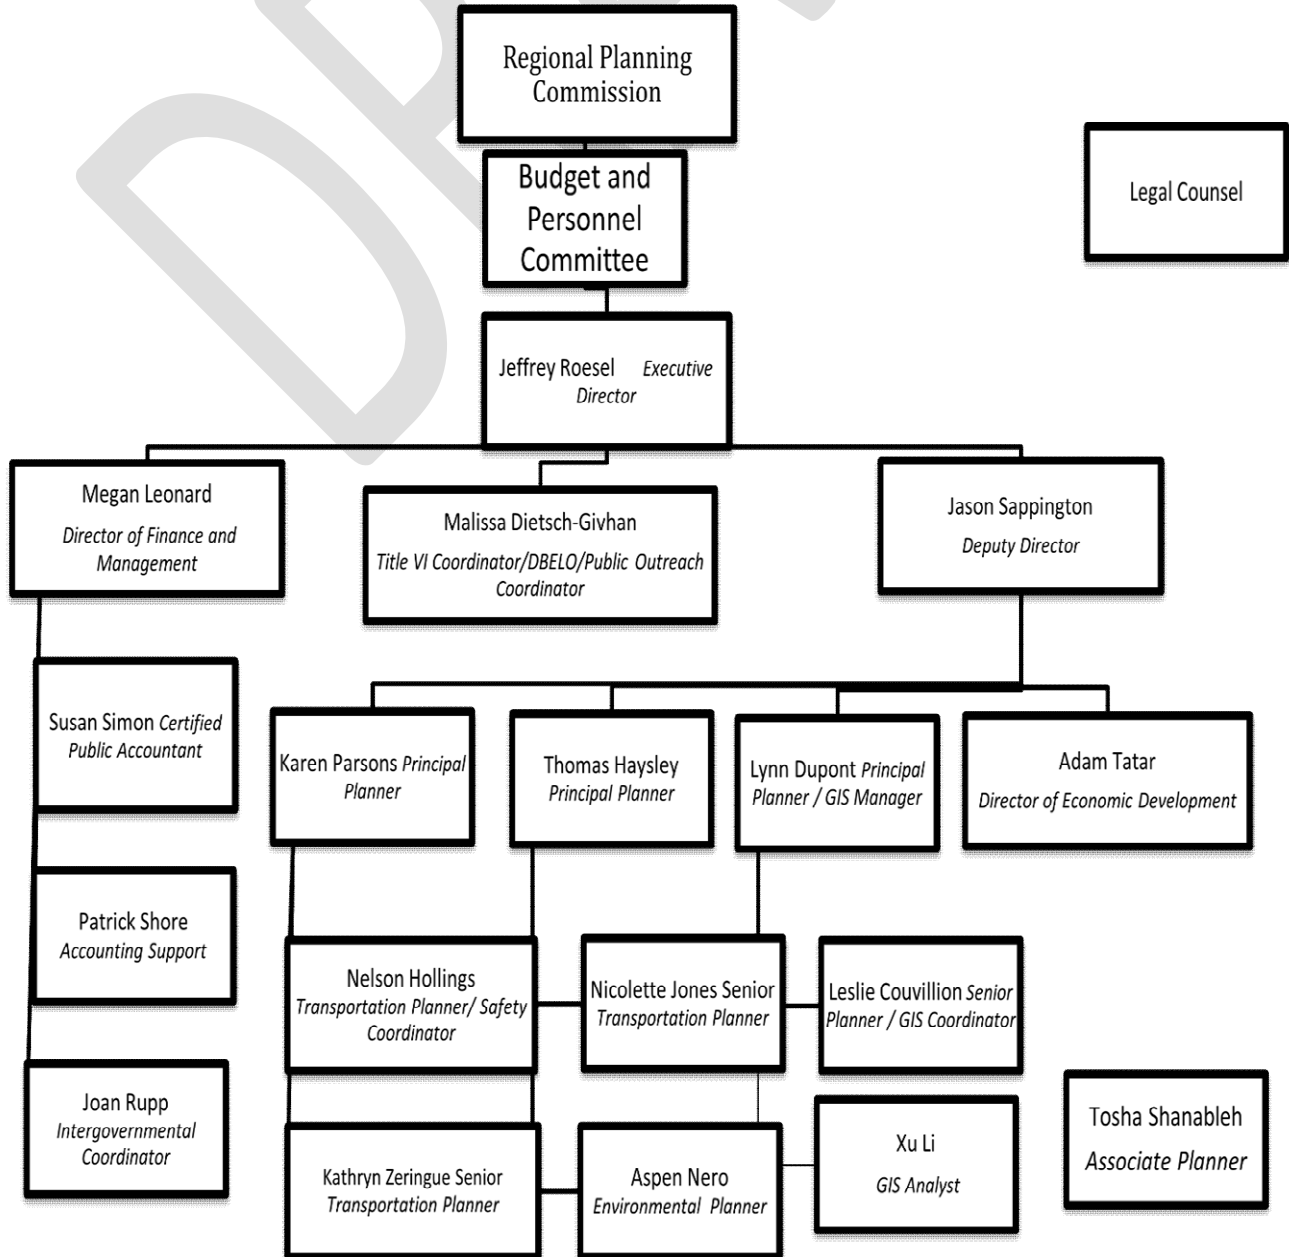 Regional Planning
Commission
Budget and
Personnel
Committee
Legal Counsel
Jeffrey Roesel Executive
Director
Megan Leonard
Director of Finance and
Management
Malissa Dietsch-Givhan
Title VI Coordinator/DBELO/Public Outreach
Coordinator
Jason Sappington
Deputy Director
Susan Simon Certified
Public Accountant
Karen Parsons Principal
Planner
Thomas Haysley
Principal Planner
Lynn Dupont Principal
Planner / GIS Manager
Adam Tatar
Director of Economic Development
Patrick Shore
Accounting Support
Nelson Hollings
Transportation Planner/ Safety
Coordinator
Nicolette Jones Senior
Transportation Planner
Leslie Couvillion Senior
Planner / GIS Coordinator
Joan Rupp
Intergovernmental
Coordinator
Kathryn Zeringue Senior
Transportation Planner
Aspen Nero
Environmental Planner
Xu Li
GIS Analyst
Tosha Shanableh
Associate Planner